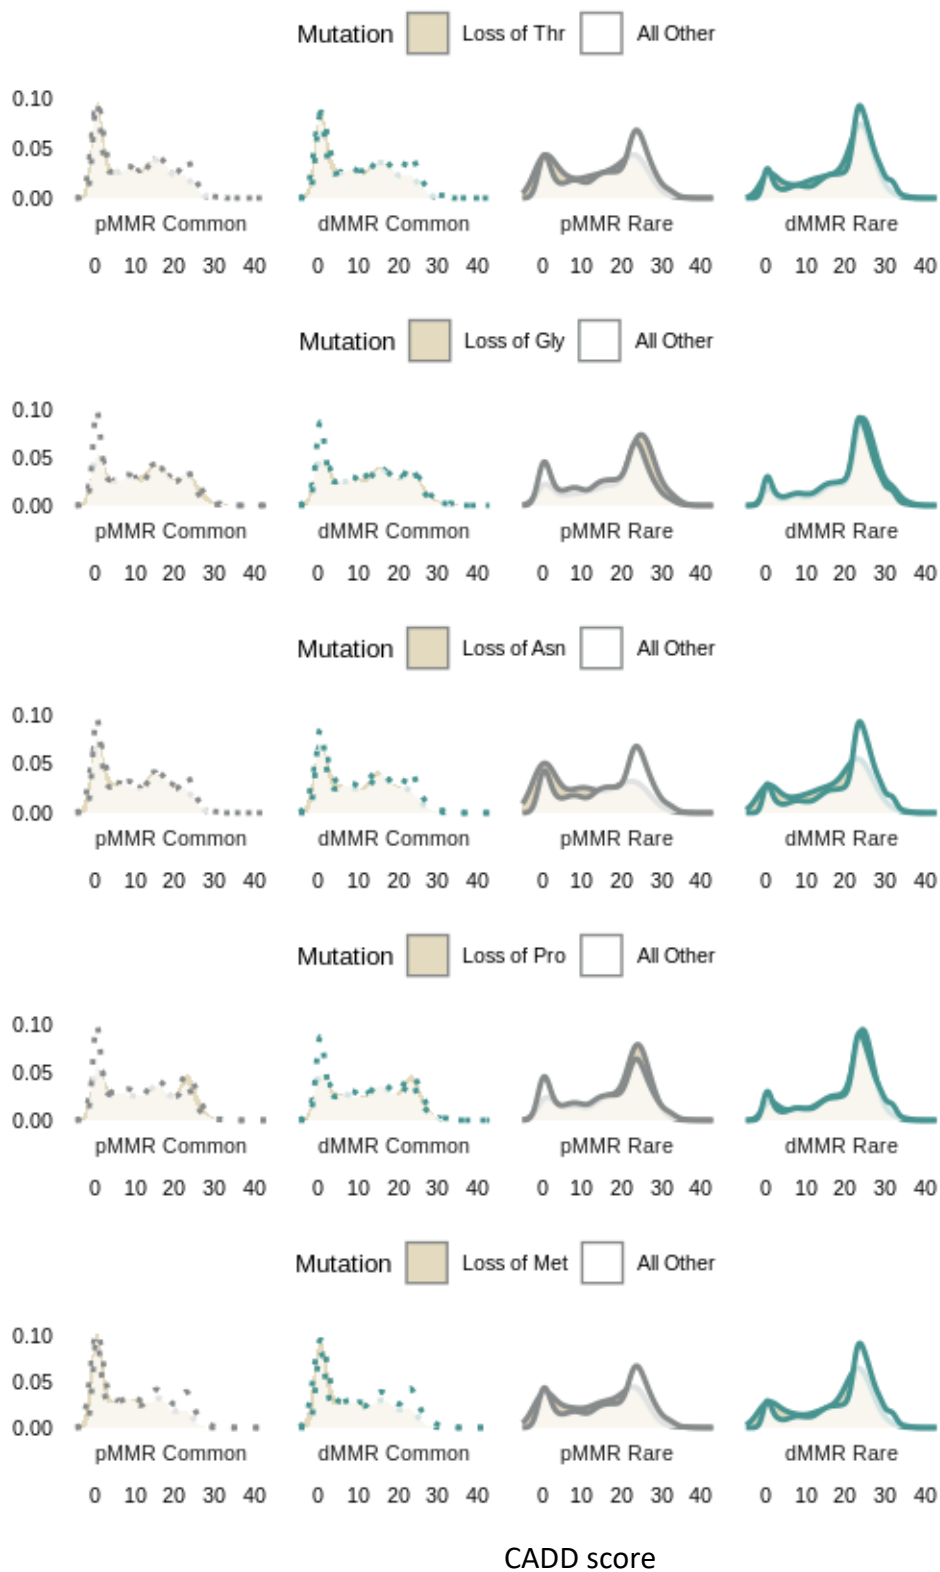 Mutation Loss of Thr All Other
0.10
0.05
0.00
pMMR Common dMMR Common pMMR Rare dMMR Rare
0 10 20 30 40 0 10 20 30 40 0 10 20 30 40 0 10 20 30 40
Mutation Loss of Gly All Other
0.10
0.05
0.00
pMMR Common dMMR Common pMMR Rare dMMR Rare
0 10 20 30 40 0 10 20 30 40 0 10 20 30 40 0 10 20 30 40
Mutation Loss of Asn All Other
0.10
0.05
0.00
pMMR Common dMMR Common pMMR Rare dMMR Rare
0 10 20 30 40 0 10 20 30 40 0 10 20 30 40 0 10 20 30 40
Mutation Loss of Pro All Other
0.10
0.05
0.00
pMMR Common dMMR Common pMMR Rare dMMR Rare
0 10 20 30 40 0 10 20 30 40 0 10 20 30 40 0 10 20 30 40
Mutation Loss of Met All Other
0.10
0.05
0.00
pMMR Common dMMR Common pMMR Rare dMMR Rare
0 10 20 30 40 0 10 20 30 40 0 10 20 30 40 0 10 20 30 40
CADD score